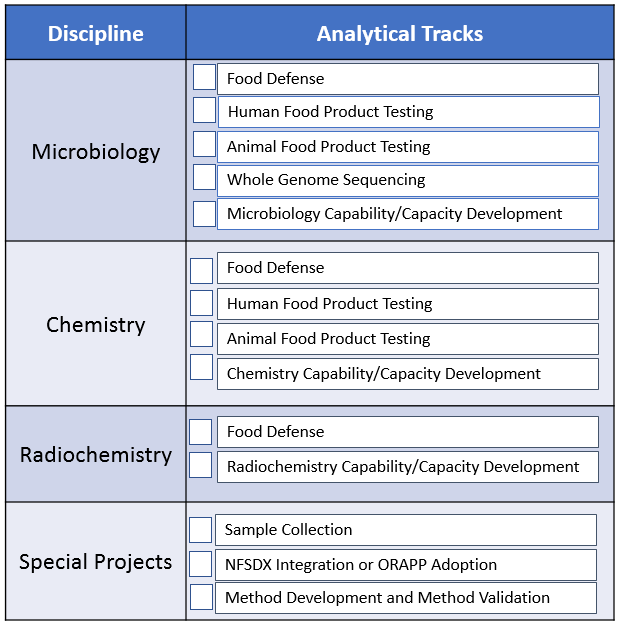 Discipline
Analytical Tracks
Microbiology
Food Defense
Human Food Product Testing
Animal Food Product Testing
Whole Genome Sequencing
Microbiology Capability/Capacity Development
Chemistry
Food Defense
Human Food Product Testing
Animal Food Product Testing
Chemistry Capability/Capacity Development
Radiochemistry
Food Defense
Radiochemistry Capability/Capacity Development
Special Projects
Sample Collection
NFSDX Integration or ORAPP Adoption
Method Development and Method Validation